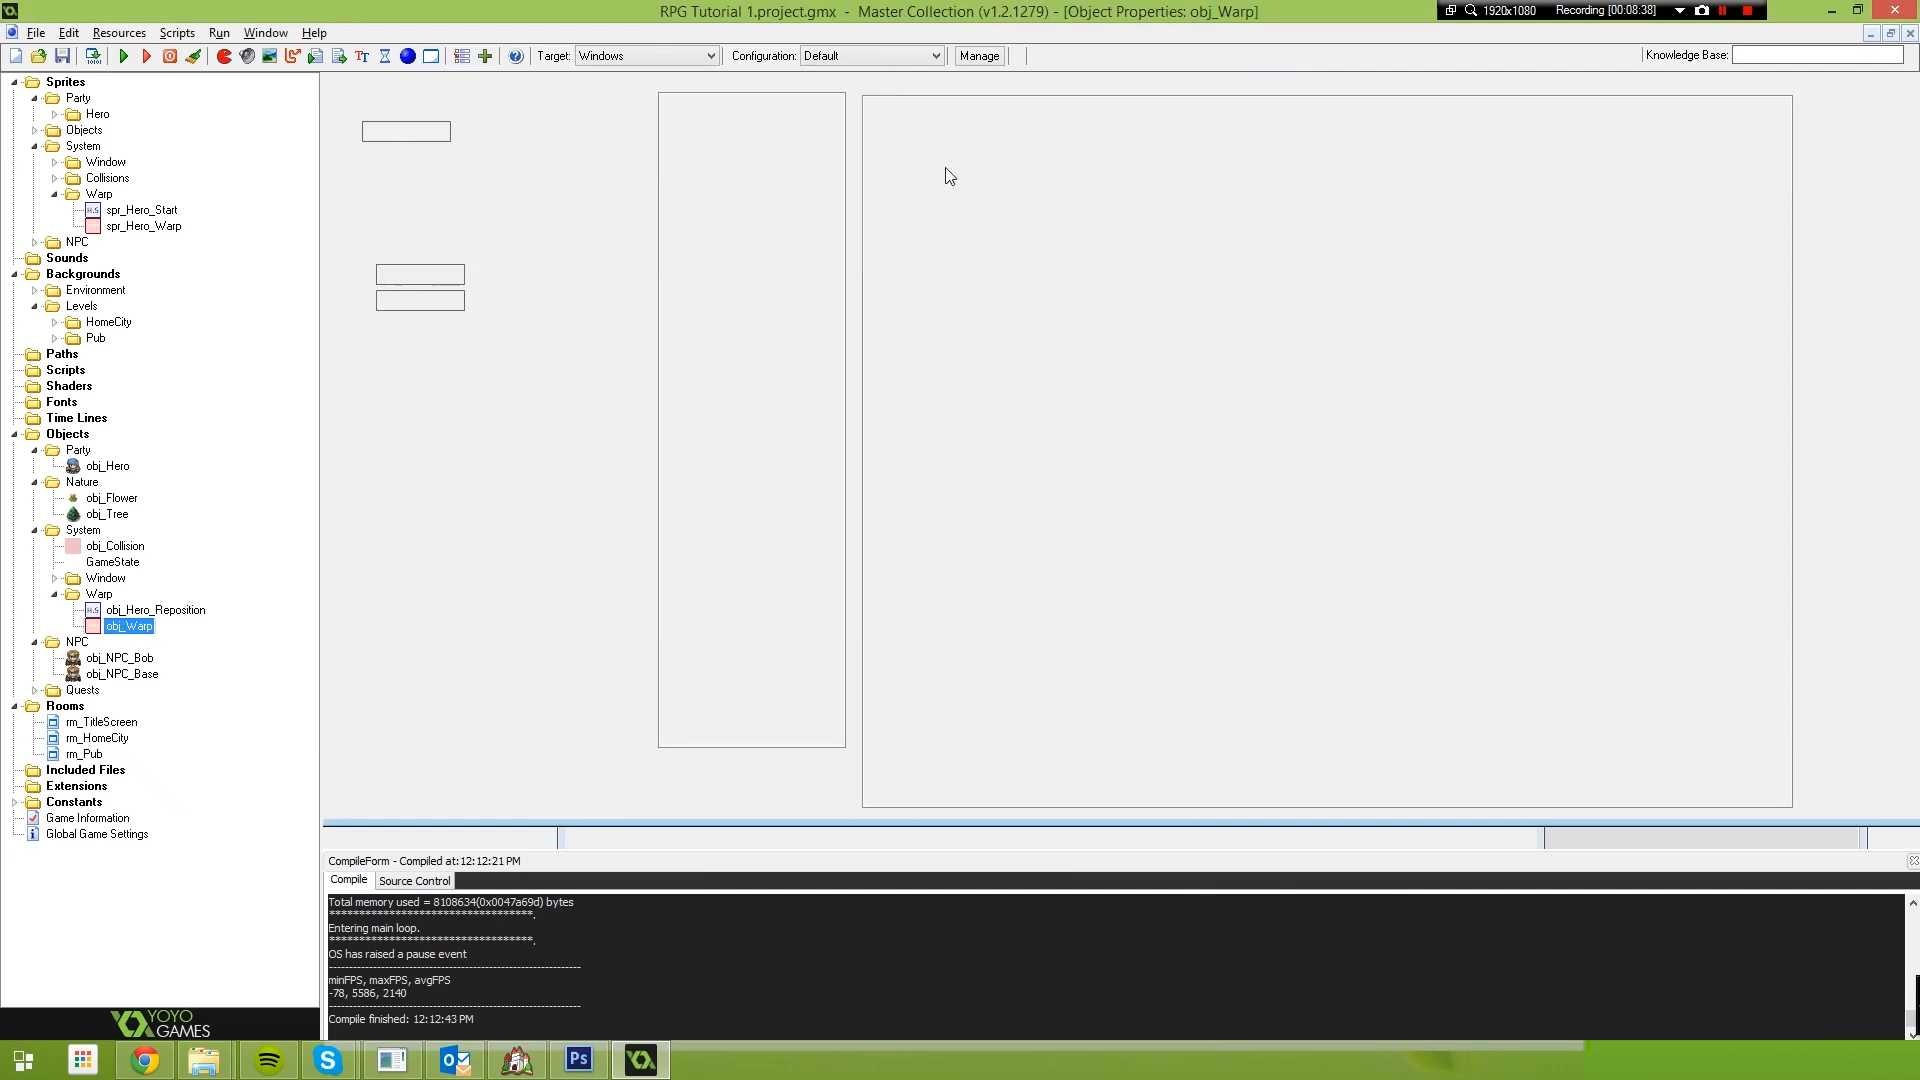 RPG Tutorial 1.project.gmx - Master Collection (v1.2.1279) - [Object Properties: obj_Warp]
1920x1080 Recording [00:08:38]
File Edit Resources Scripts Run Window Help
Target: Windows Configuration: Default Manage Knowledge Base:
Sprites
Party
Hero
Objects
System
Window
Collisions
Warp
H.S spr_Hero_Start
spr_Hero_Warp
NPC
Sounds
Backgrounds
Environment
Levels
HomeCity
Pub
Paths
Scripts
Shaders
Fonts
Time Lines
Objects
Party
obj_Hero
Nature
obj_Flower
obj_Tree
System
obj_Collision
GameState
Window
Warp
H.S obj_Hero_Reposition
obj_Warp
NPC
obj_NPC_Bob
obj_NPC_Base
Quests
Rooms
rm_TitleScreen
rm_HomeCity
rm_Pub
Included Files
Extensions
Constants
Game Information
Global Game Settings
YOYO
GAMES
CompileForm - Compiled at:12:12:21 PM
Compile Source Control
Total memory used = 8108634(0x0047a69d) bytes
***********************************.
Entering main loop.
***********************************.
OS has raised a pause event
----------------------------------------------------------------
minFPS, maxFPS, avgFPS
-78, 5586, 2140
----------------------------------------------------------------
Compile finished: 12:12:43 PM
Ps